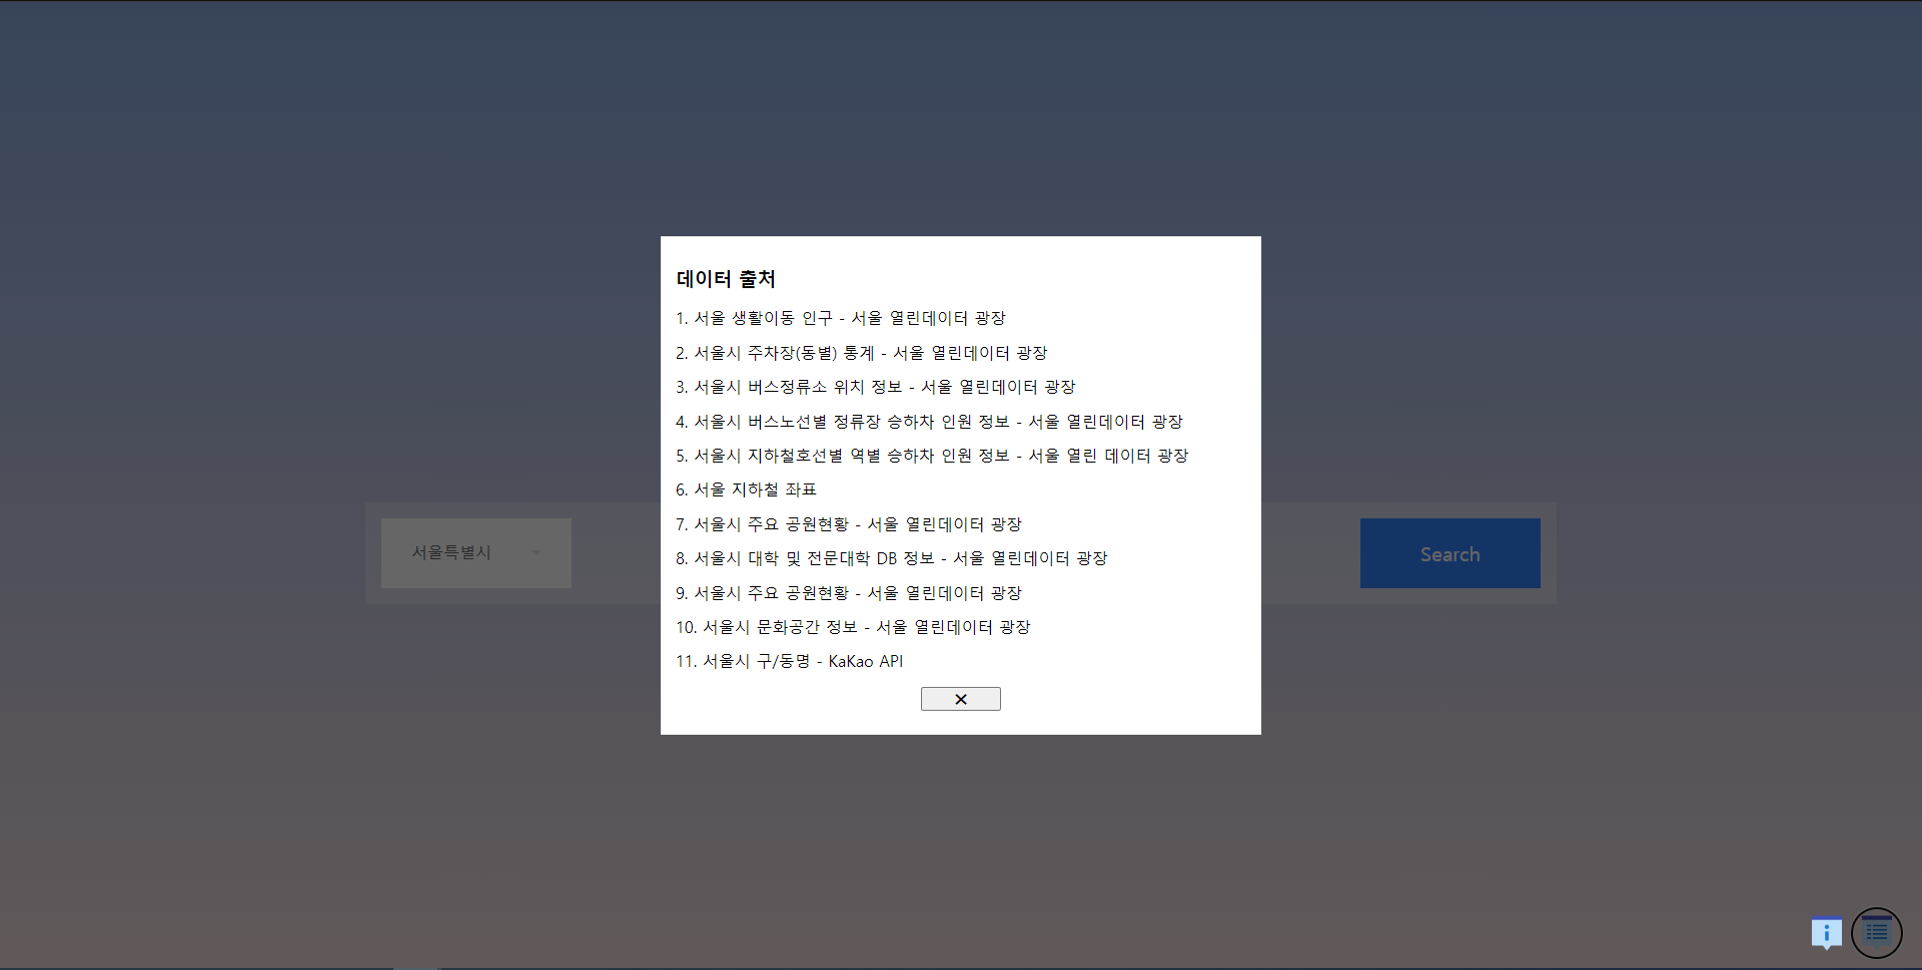 데이터 출처
1. 서울 생활이동 인구 - 서울 열린데이터 광장
2. 서울시 주차장(동별) 통계 - 서울 열린데이터 광장
3. 서울시 버스정류소 위치 정보 - 서울 열린데이터 광장
4. 서울시 버스노선별 정류장 승하차 인원 정보 - 서울 열린데이터 광장
5. 서울시 지하철호선별 역별 승하차 인원 정보 - 서울 열린 데이터 광장
6. 서울 지하철 좌표
7. 서울시 주요 공원현황 - 서울 열린데이터 광장
8. 서울시 대학 및 전문대학 DB 정보 - 서울 열린데이터 광장
9. 서울시 주요 공원현황 - 서울 열린데이터 광장
10. 서울시 문화공간 정보 - 서울 열린데이터 광장
11. 서울시 구/동명 - KaKao API
서울특별시
Search